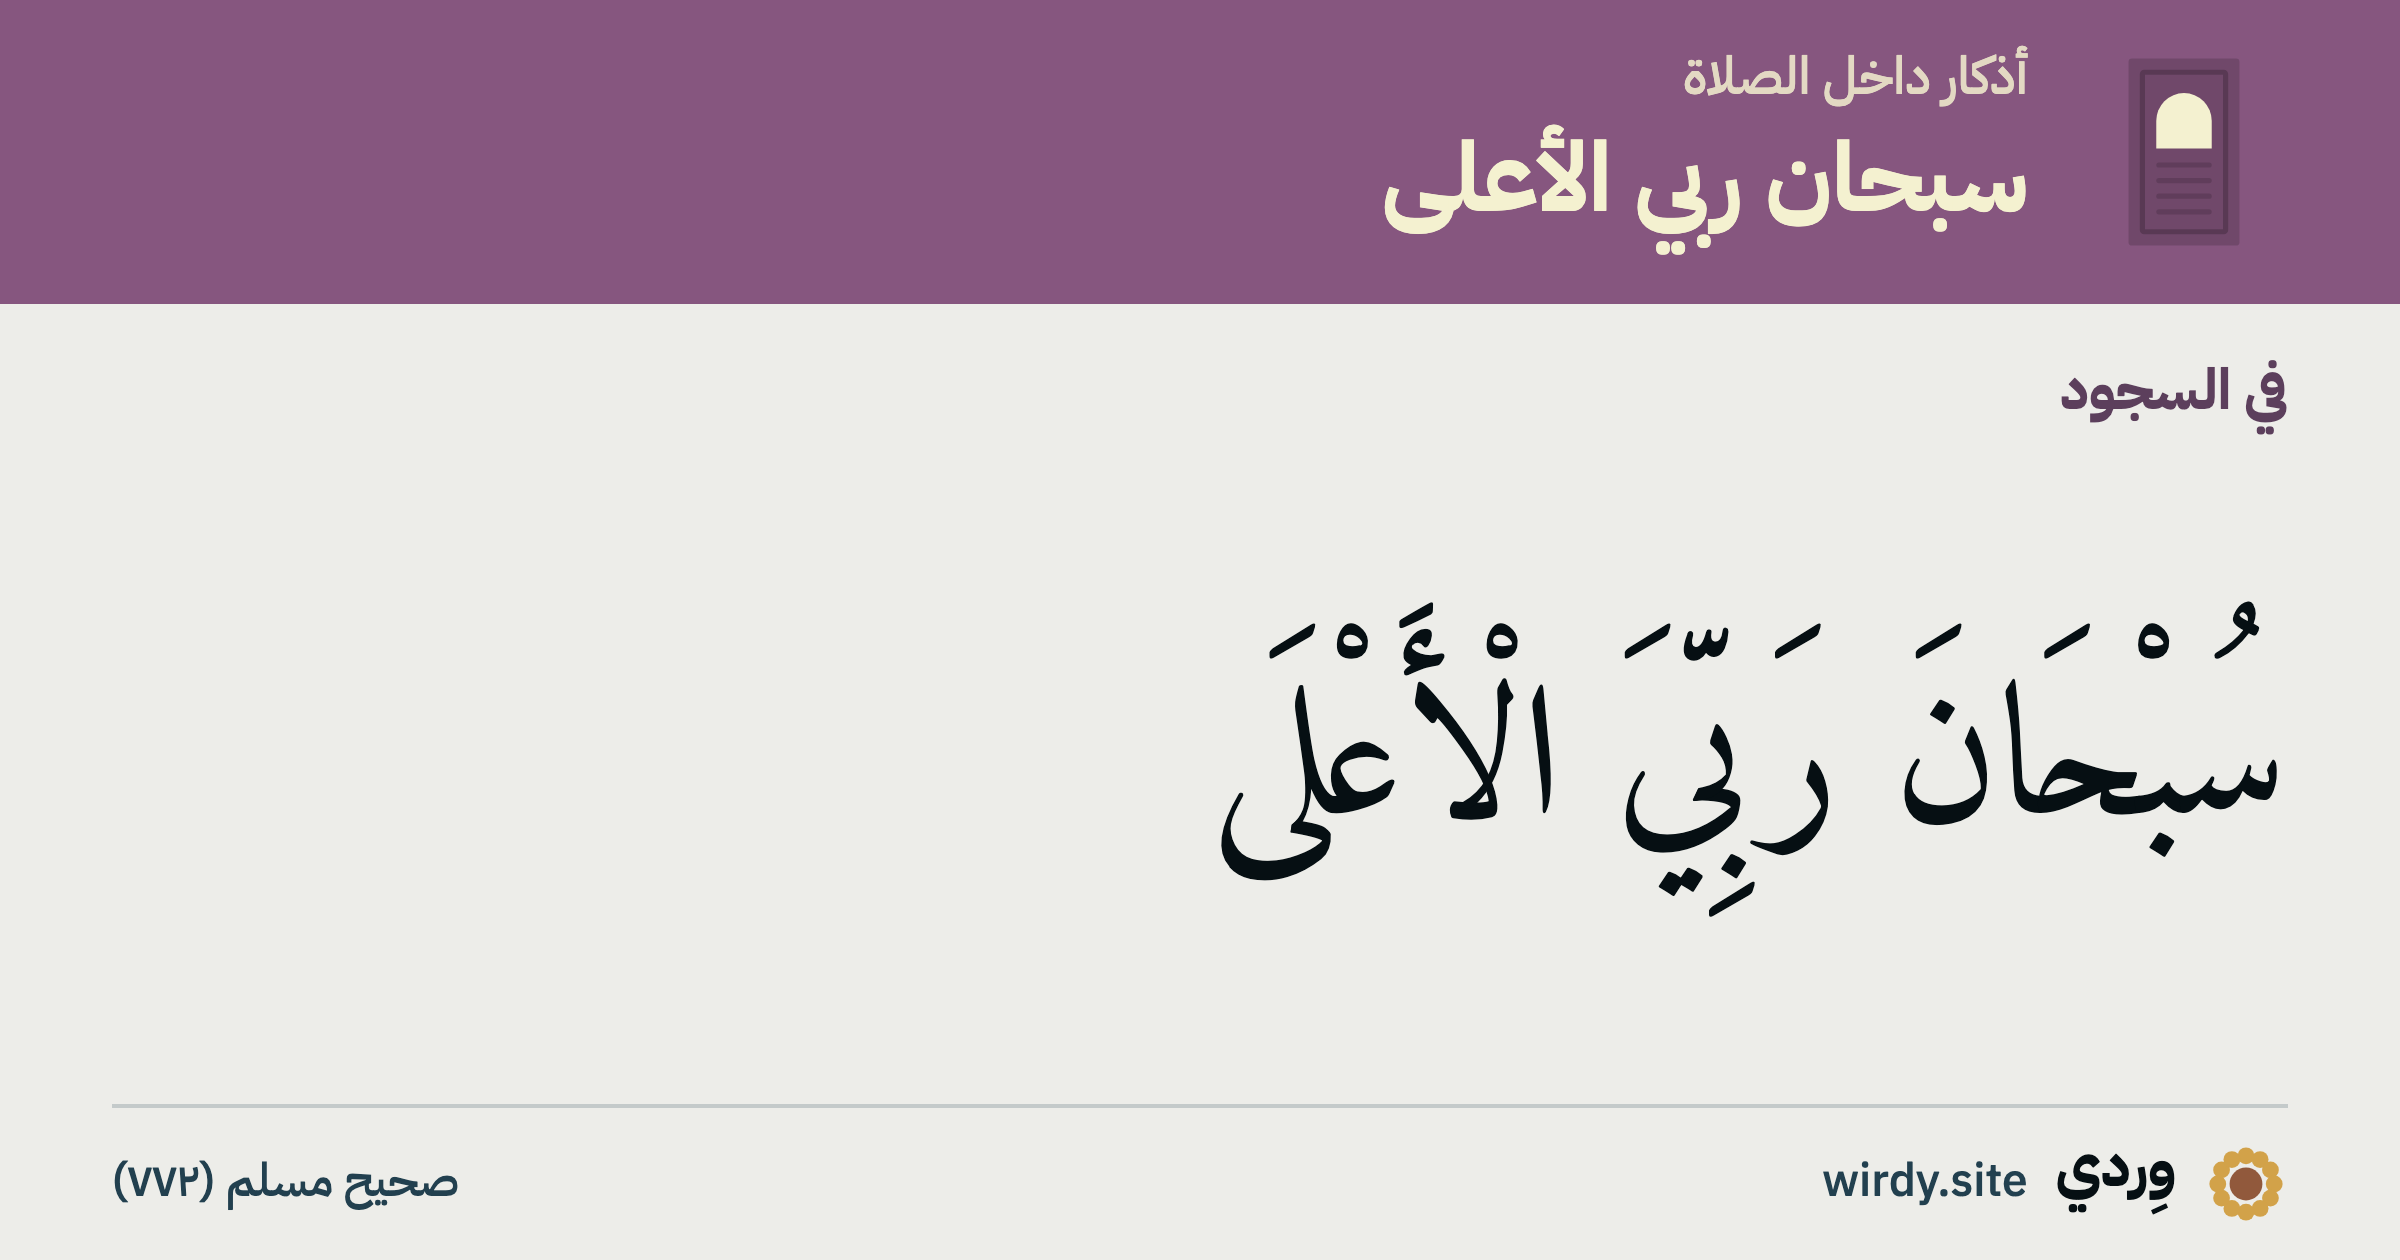 أذكار داخل الصلاة
سبحان ربي الأعلى
في السجود
سُبْحَانَ رَبِّيَ الْأَعْلَى
وِردي wirdy.site
صحيح مسلم (٧٧٢)